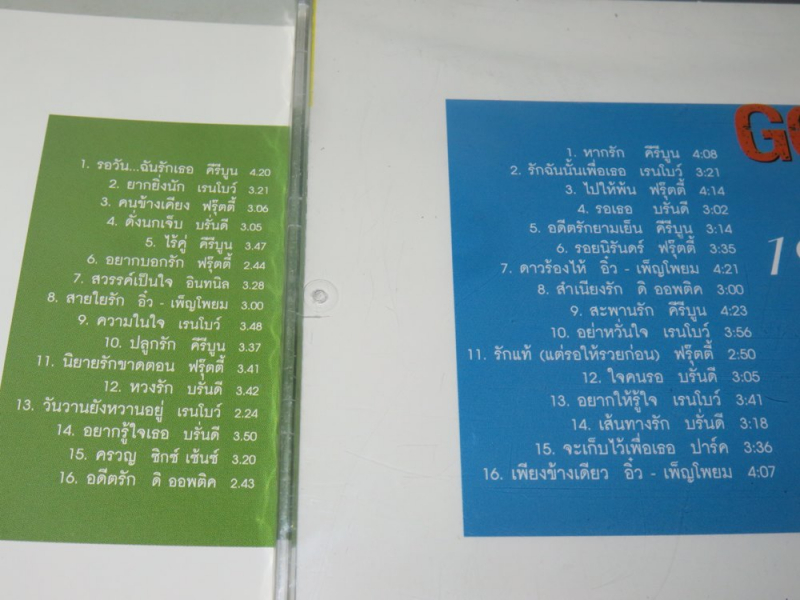 1. รอวัน...ฉันรักเธอ คีรีบูน 4.20
2. ยากยิ่งนัก เรนโบว์ 3.21
3. คนข้างเคียง ฟรุ๊ตตี้ 3.06
4. ดั่งนกเจ็บ บรั่นดี 3.05
5. ไร้คู่ คีรีบูน 3.47
6. อยากบอกรัก ฟรุ๊ตตี้ 2.44
7. สวรรค์เป็นใจ อินทนิล 3.28
8. สายใยรัก อิ๋ว - เพ็ญโพยม 3.00
9. ความในใจ เรนโบว์ 3.48
10. ปลูกรัก คีรีบูน 3.37
11. นิยายรักขาดตอน ฟรุ๊ตตี้ 3.41
12. หวงรัก บรั่นดี 3.42
13. วันวานยังหวานอยู่ เรนโบว์ 2.24
14. อยากรู้ใจเธอ บรั่นดี 3.50
15. ครวญ ซิกซ์ เซ้นซ์ 3.20
16. อดีตรัก ดิ ออพติค 2.43
GO
1. หากรัก คีรีบูน 4:08
2. รักฉันนั้นเพื่อเธอ เรนโบว์ 3:21
3. ไปให้พ้น ฟรุ๊ตตี้ 4:14
4. รอเธอ บรั่นดี 3:02
5. อดีตรักยามเย็น คีรีบูน 3:14
6. รอยนิรันดร์ ฟรุ๊ตตี้ 3:35
7. ดาวร้องไห้ อิ๋ว - เพ็ญโพยม 4:21
8. สำเนียงรัก ดิ ออพติค 3:00
9. สะพานรัก คีรีบูน 4:23
10. อย่าหวั่นใจ เรนโบว์ 3:56
11. รักแท้ (แต่รอให้รวยก่อน) ฟรุ๊ตตี้ 2:50
12. ใจคนรอ บรั่นดี 3:05
13. อยากให้รู้ใจ เรนโบว์ 3:41
14. เส้นทางรัก บรั่นดี 3:18
15. จะเก็บไว้เพื่อเธอ ปาร์ค 3:36
16. เพียงข้างเดียว อิ๋ว - เพ็ญโพยม 4:07